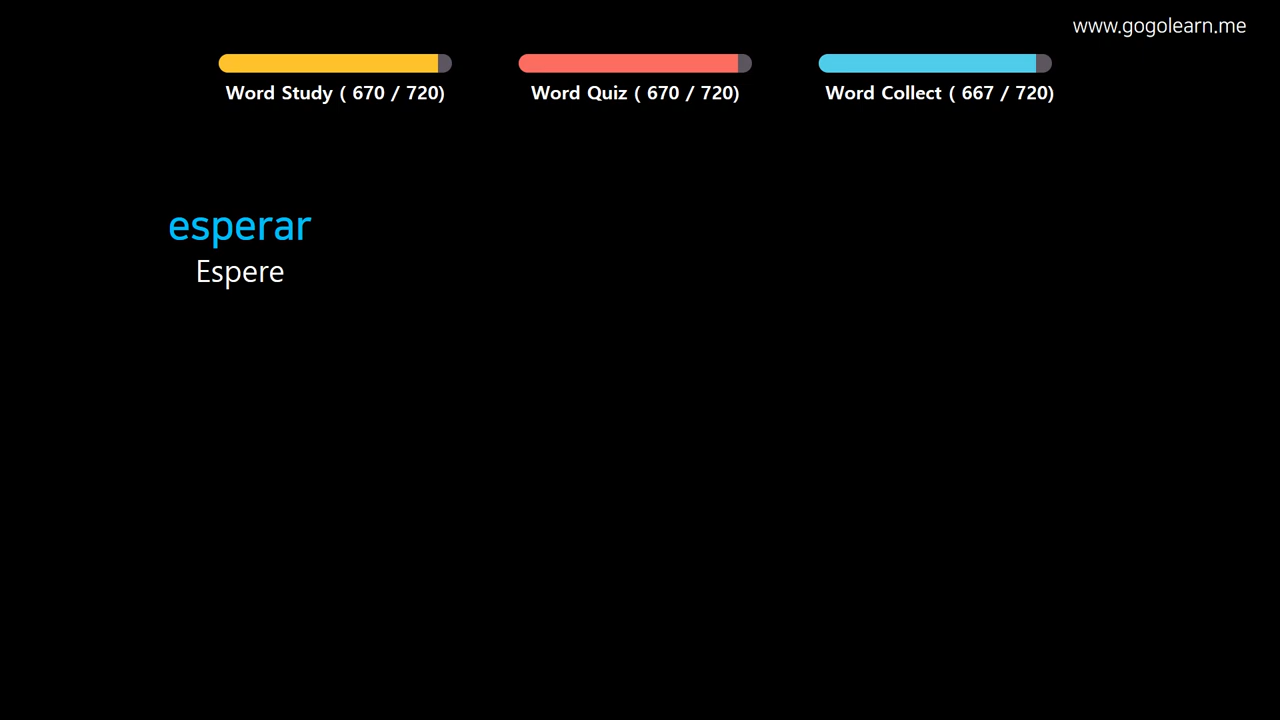 www.gogolearn.me
Word Study ( 670 / 720)
Word Quiz ( 670 / 720)
Word Collect ( 667 / 720)
esperar
Espere